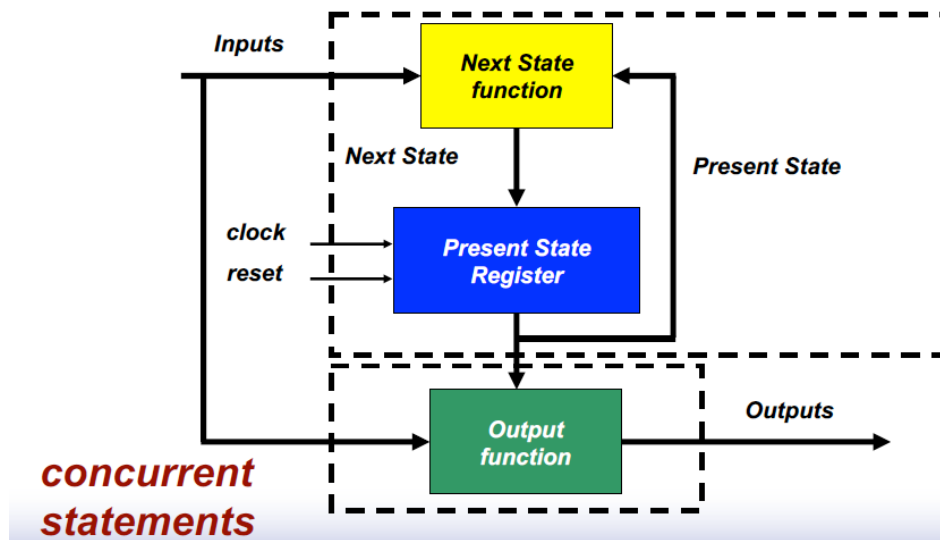 Inputs
Next State
function
Next State
Present State
clock
reset
Present State
Register
Output
function
Outputs
concurrent
statements